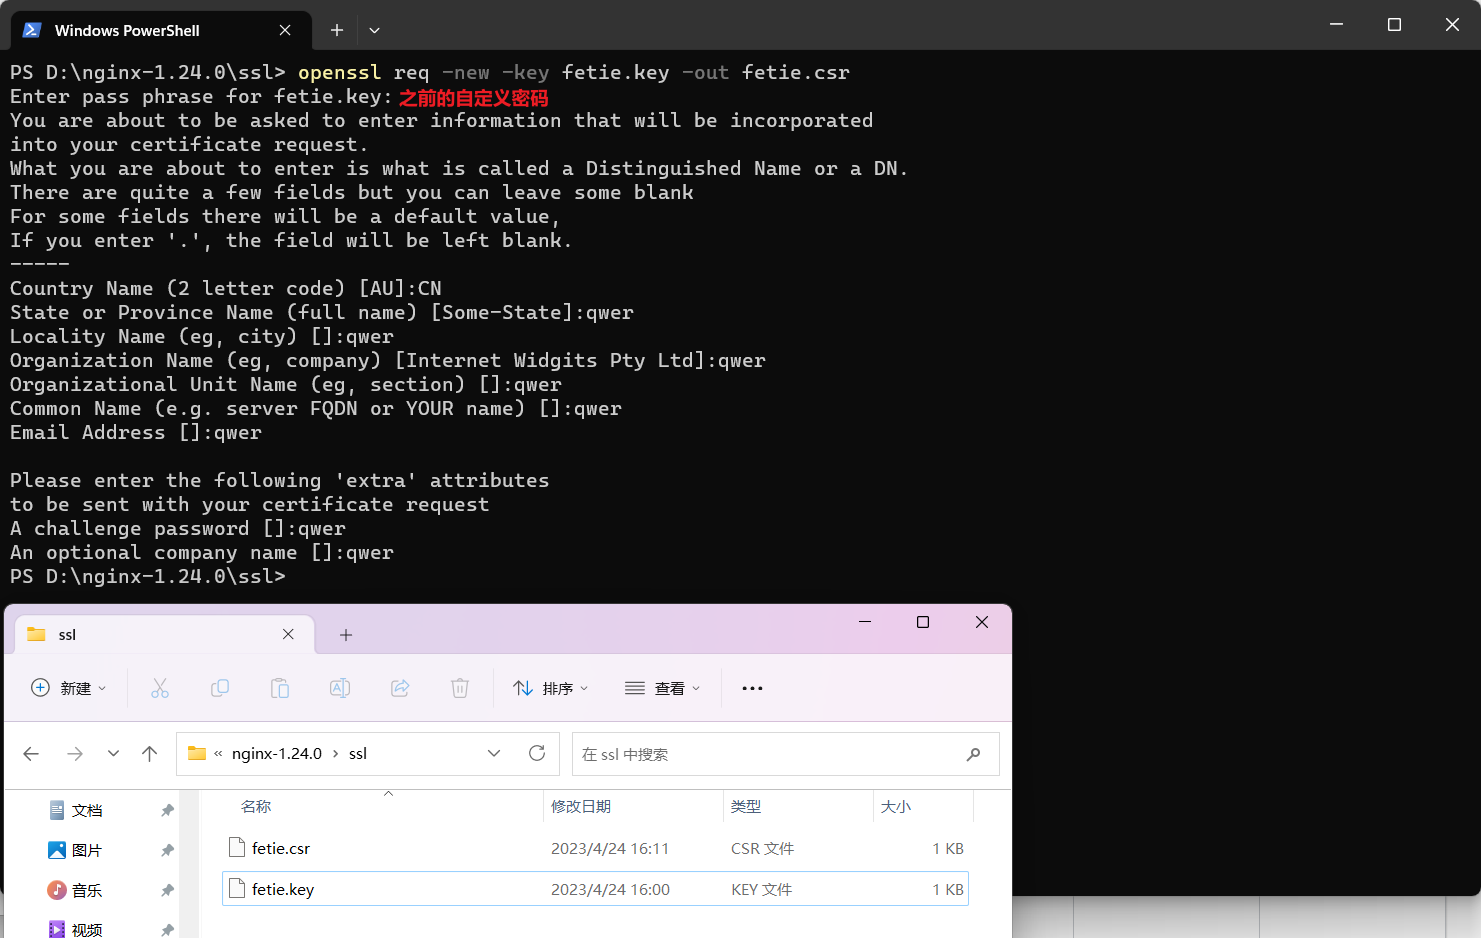 Windows PowerShell
PS D:\nginx-1.24.0\ssl> openssl req -new -key fetie.key -out fetie.csr
Enter pass phrase for fetie.key: 之前的自定义密码
You are about to be asked to enter information that will be incorporated
into your certificate request.
What you are about to enter is what is called a Distinguished Name or a DN.
There are quite a few fields but you can leave some blank
For some fields there will be a default value,
If you enter '.', the field will be left blank.
-----
Country Name (2 letter code) [AU]:CN
State or Province Name (full name) [Some-State]:qwer
Locality Name (eg, city) []:qwer
Organization Name (eg, company) [Internet Widgits Pty Ltd]:qwer
Organizational Unit Name (eg, section) []:qwer
Common Name (e.g. server FQDN or YOUR name) []:qwer
Email Address []:qwer
Please enter the following 'extra' attributes
to be sent with your certificate request
A challenge password []:qwer
An optional company name []:qwer
PS D:\nginx-1.24.0\ssl>
ssl
新建 排序 查看
« nginx-1.24.0 › ssl 在 ssl 中搜索
名称 修改日期 类型 大小
文档
fetie.csr 2023/4/24 16:11 CSR 文件 1 KB
图片
fetie.key 2023/4/24 16:00 KEY 文件 1 KB
音乐
视频